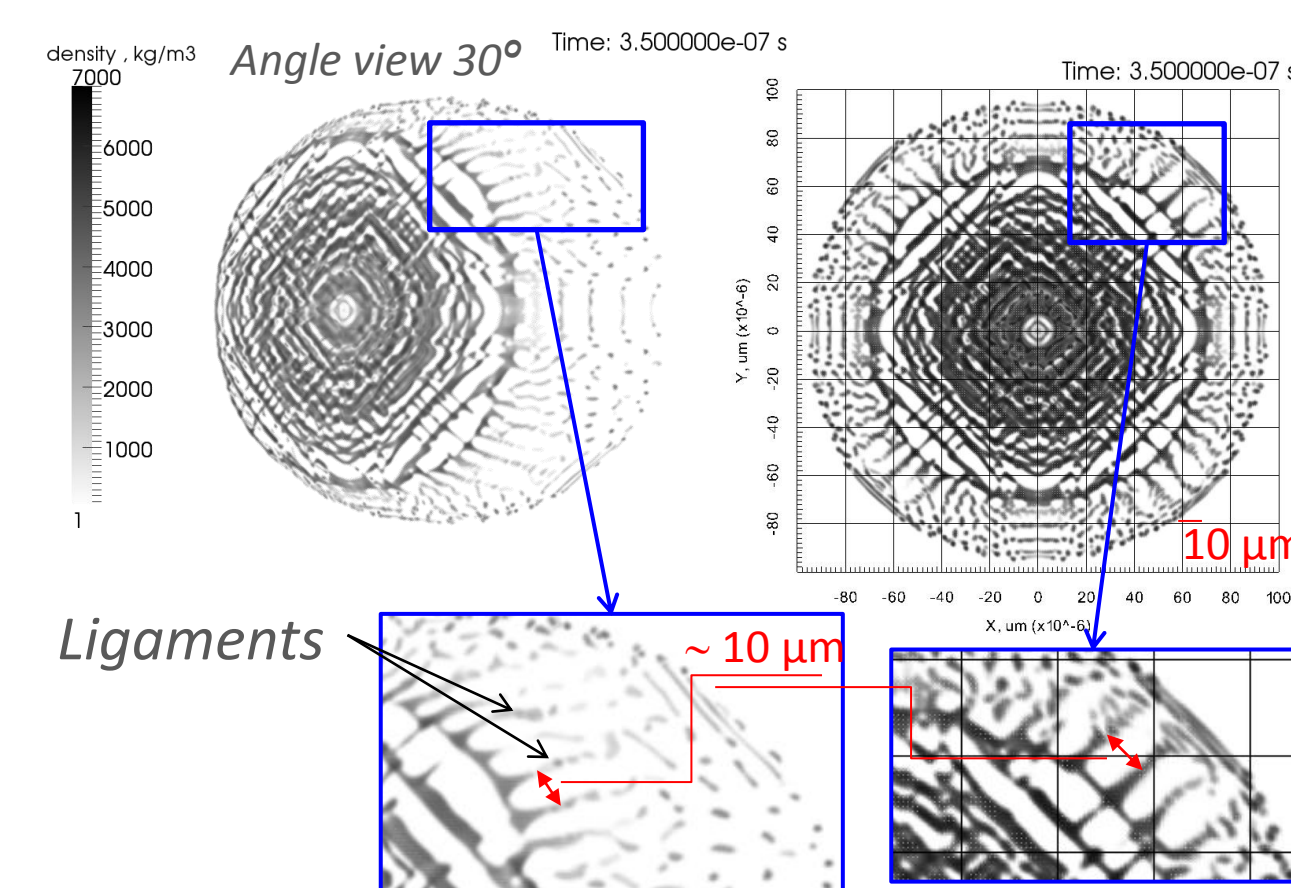 density , kg/m3
7000
6000
5000
4000
3000
2000
1000
1
Angle view 30°
Time: 3.500000e-07 s
Time: 3.500000e-07 s
100
80
60
40
20
0
-20
-40
-60
-80
Y, um (x10^-6)
-80 -60 -40 -20 0 20 40 60 80 100
X, um (x10^-6)
10 μm
Ligaments
~ 10 μm